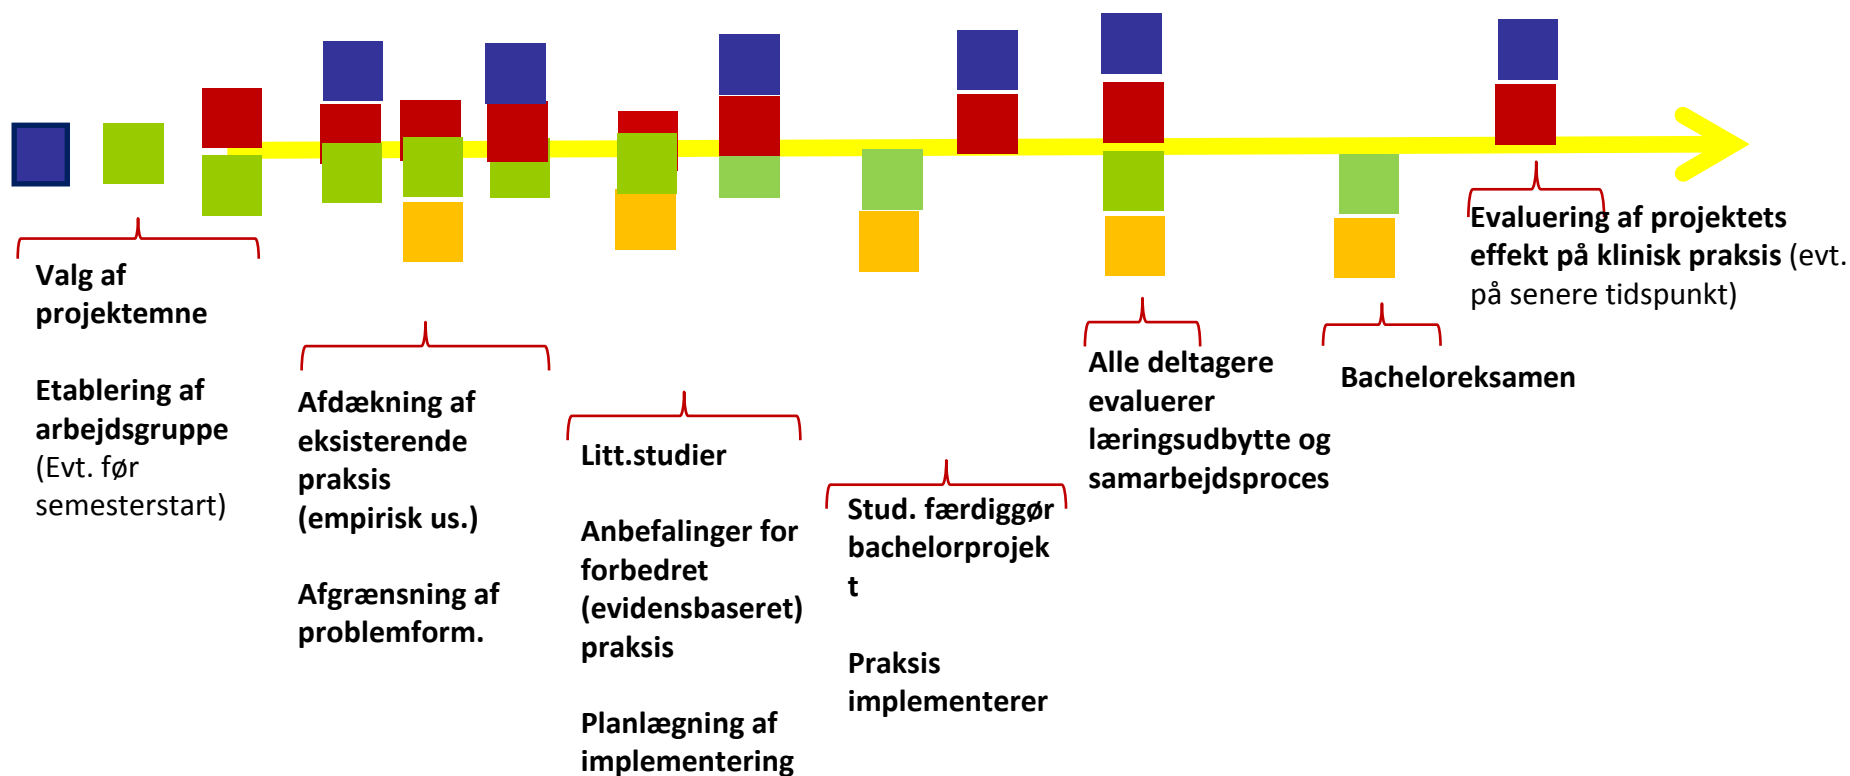 Valg af
projektemne
Etablering af
arbejdsgruppe
(Evt. før
semesterstart)
Afdækning af
eksisterende
praksis
(empirisk us.)
Afgrænsning af
problemform.
Litt.studier
Anbefalinger for
forbedret
(evidensbaseret)
praksis
Planlægning af
implementering
Stud. færdiggør
bachelorprojek
t
Praksis
implementerer
Alle deltagere
evaluerer
læringsudbytte og
samarbejdsproces
Bacheloreksamen
Evaluering af projektets
effekt på klinisk praksis (evt.
på senere tidspunkt)